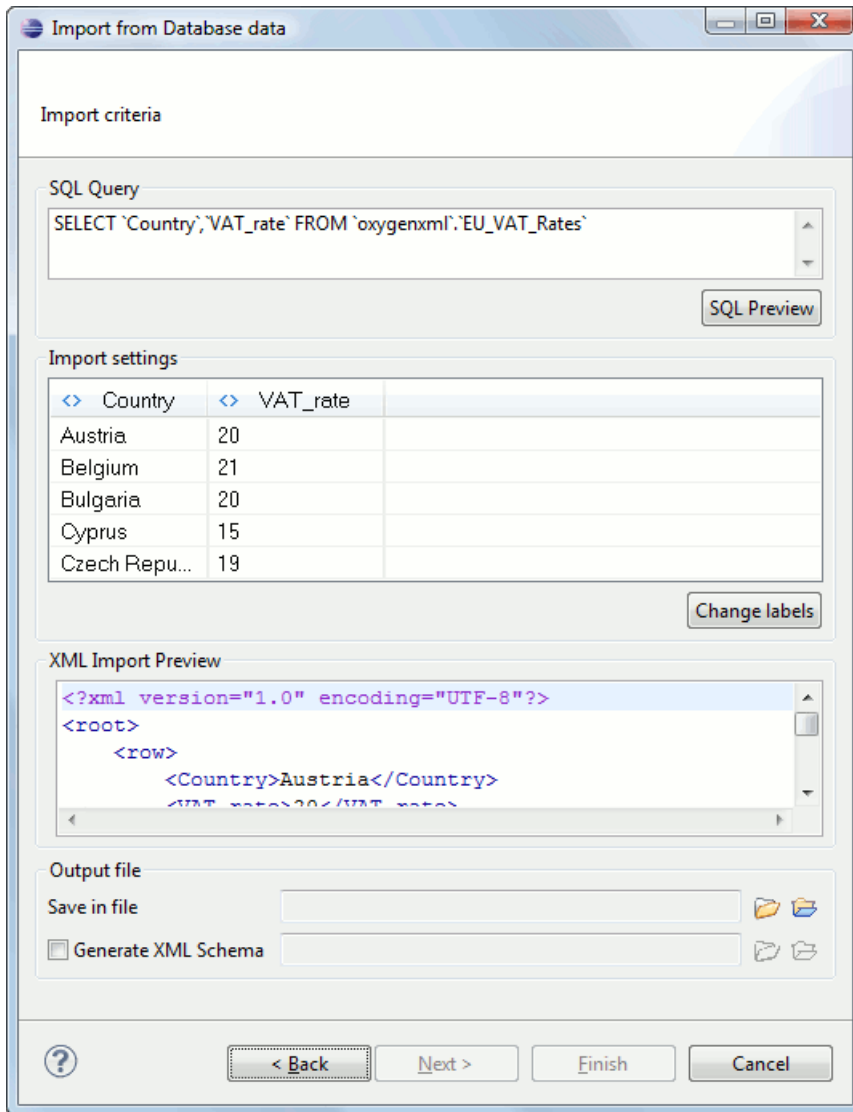 Import from Database data
Import criteria
SQL Query
SELECT `Country`,`VAT_rate` FROM `oxygenxml`.`EU_VAT_Rates`
SQL Preview
Import settings
<> Country <> VAT_rate
Austria 20
Belgium 21
Bulgaria 20
Cyprus 15
Czech Repu... 19
Change labels
XML Import Preview
<?xml version="1.0" encoding="UTF-8"?>
<root>
<row>
<Country>Austria</Country>
<VAT_rate>20</VAT_rate>
Output file
Save in file
Generate XML Schema
?
< Back Next > Finish Cancel